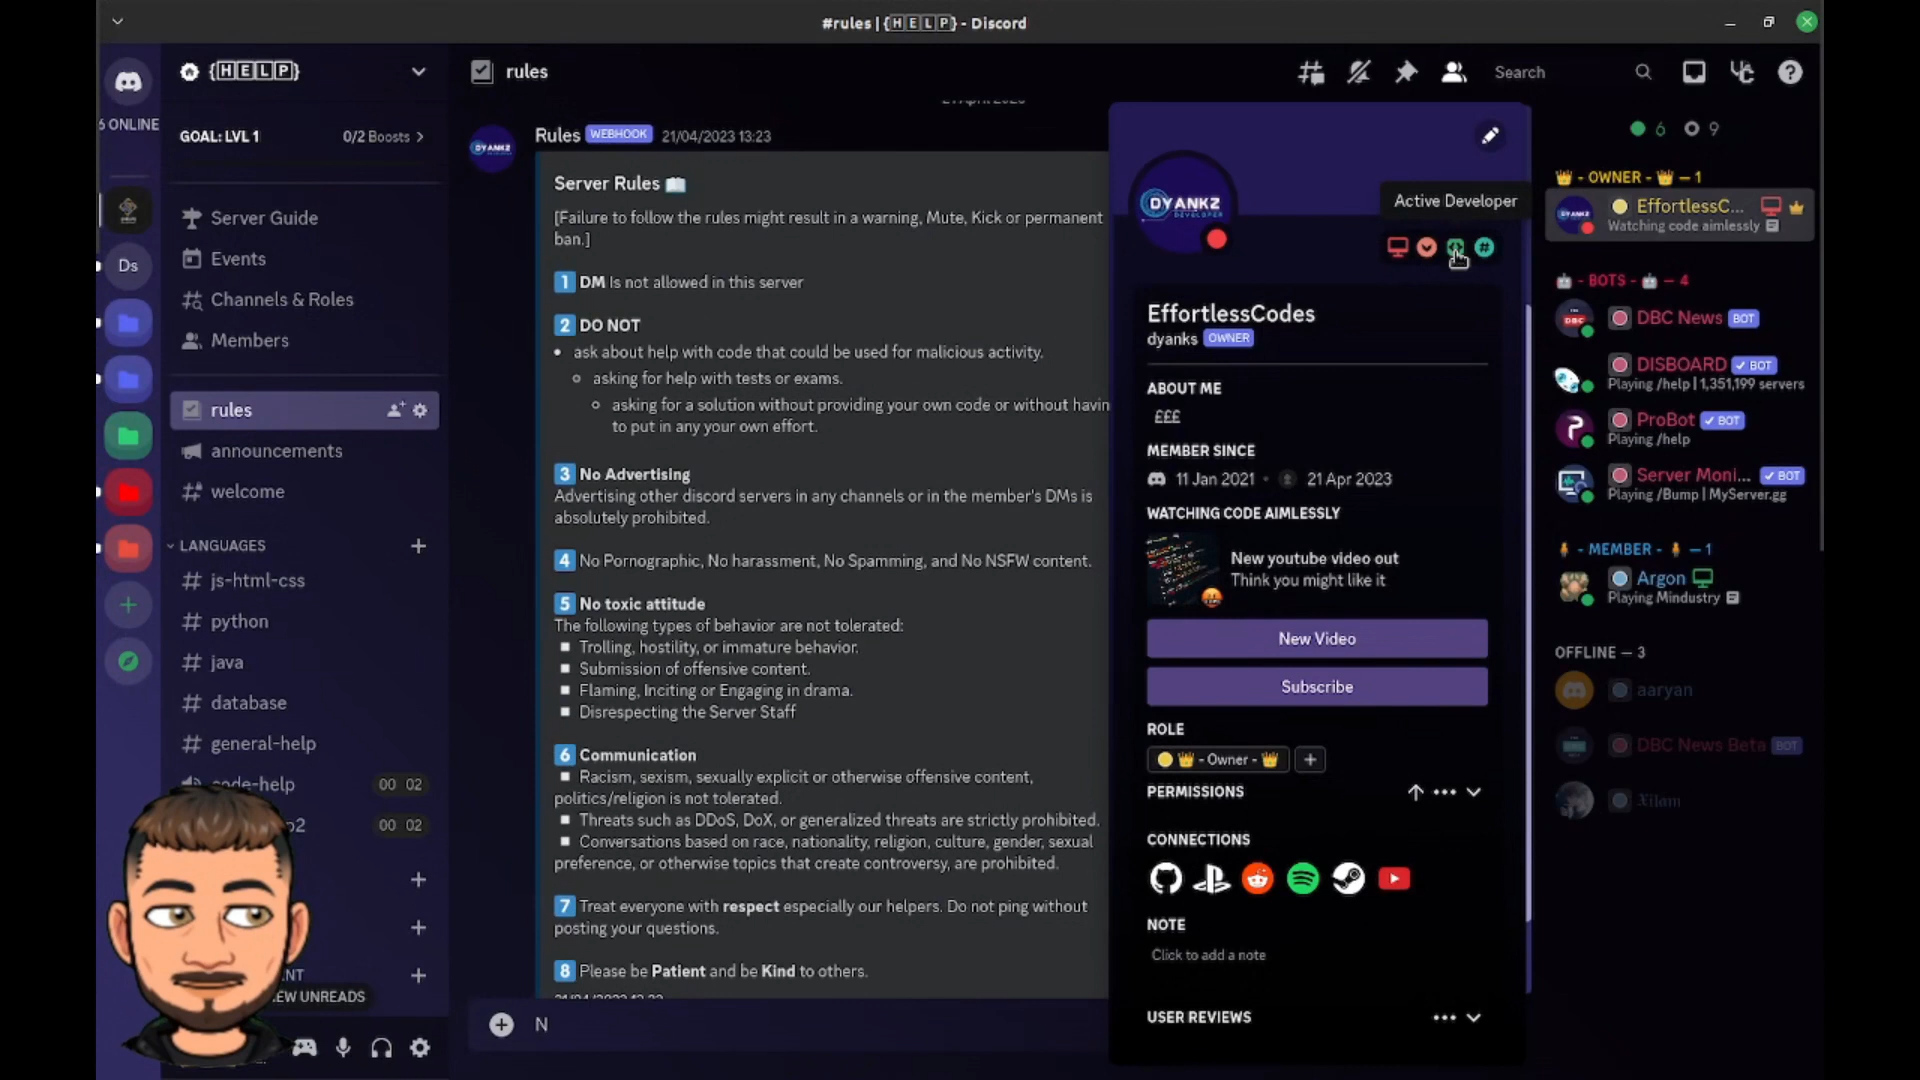 #rules | {🄷🄴🄻🄿} - Discord
6 ONLINE
{🄷🄴🄻🄿}
rules
Search
GOAL: LVL 1
0/2 Boosts
Server Guide
Events
Channels & Roles
Members
rules
announcements
welcome
LANGUAGES
js-html-css
python
java
database
general-help
code-help
00 02
00 02
Ds
Rules WEBHOOK 21/04/2023 13:23
DYANKZ
Server Rules
[Failure to follow the rules might result in a warning, Mute, Kick or permanent
ban.]
1 DM Is not allowed in this server
2 DO NOT
• ask about help with code that could be used for malicious activity.
asking for help with tests or exams.
asking for a solution without providing your own code or without havin
to put in any your own effort.
3 No Advertising
Advertising other discord servers in any channels or in the member's DMs is
absolutely prohibited.
4 No Pornographic, No harassment, No Spamming, and No NSFW content.
5 No toxic attitude
The following types of behavior are not tolerated:
Trolling, hostility, or immature behavior.
Submission of offensive content.
Flaming, Inciting or Engaging in drama.
Disrespecting the Server Staff
6 Communication
Racism, sexism, sexually explicit or otherwise offensive content,
politics/religion is not tolerated.
Threats such as DDoS, DoX, or generalized threats are strictly prohibited.
Conversations based on race, nationality, religion, culture, gender, sexual
preference, or otherwise topics that create controversy, are prohibited.
7 Treat everyone with respect especially our helpers. Do not ping without
posting your questions.
8 Please be Patient and be Kind to others.
N
DYANKZ
DEVELOPER
Active Developer
EffortlessCodes
dyanks OWNER
ABOUT ME
£££
MEMBER SINCE
11 Jan 2021 • 21 Apr 2023
WATCHING CODE AIMLESSLY
New youtube video out
Think you might like it
New Video
Subscribe
ROLE
- Owner -
PERMISSIONS
CONNECTIONS
NOTE
Click to add a note
USER REVIEWS
6 9
- OWNER - — 1
EffortlessC...
Watching code aimlessly
- BOTS - — 4
DBC News BOT
DISBOARD ✓ BOT
Playing /help | 1,351,199 servers
ProBot ✓ BOT
Playing /help
Server Moni... ✓ BOT
Playing /Bump | MyServer.gg
- MEMBER - — 1
Argon
Playing Mindustry
OFFLINE — 3
aaryan
DBC News Beta BOT
Xilam